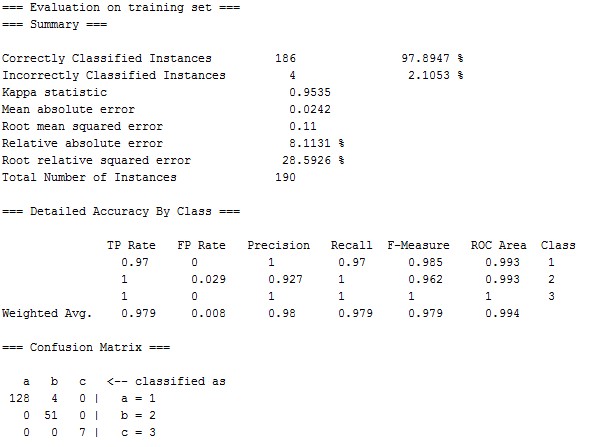 === Evaluation on training set ===
=== Summary ===
Correctly Classified Instances 186 97.8947 %
Incorrectly Classified Instances 4 2.1053 %
Kappa statistic 0.9535
Mean absolute error 0.0242
Root mean squared error 0.11
Relative absolute error 8.1131 %
Root relative squared error 28.5926 %
Total Number of Instances 190
=== Detailed Accuracy By Class ===
TP Rate FP Rate Precision Recall F-Measure ROC Area Class
0.97 0 1 0.97 0.985 0.993 1
1 0.029 0.927 1 0.962 0.993 2
1 0 1 1 1 1 3
Weighted Avg. 0.979 0.008 0.98 0.979 0.979 0.994
=== Confusion Matrix ===
a b c <-- classified as
128 4 0 | a = 1
0 51 0 | b = 2
0 0 7 | c = 3